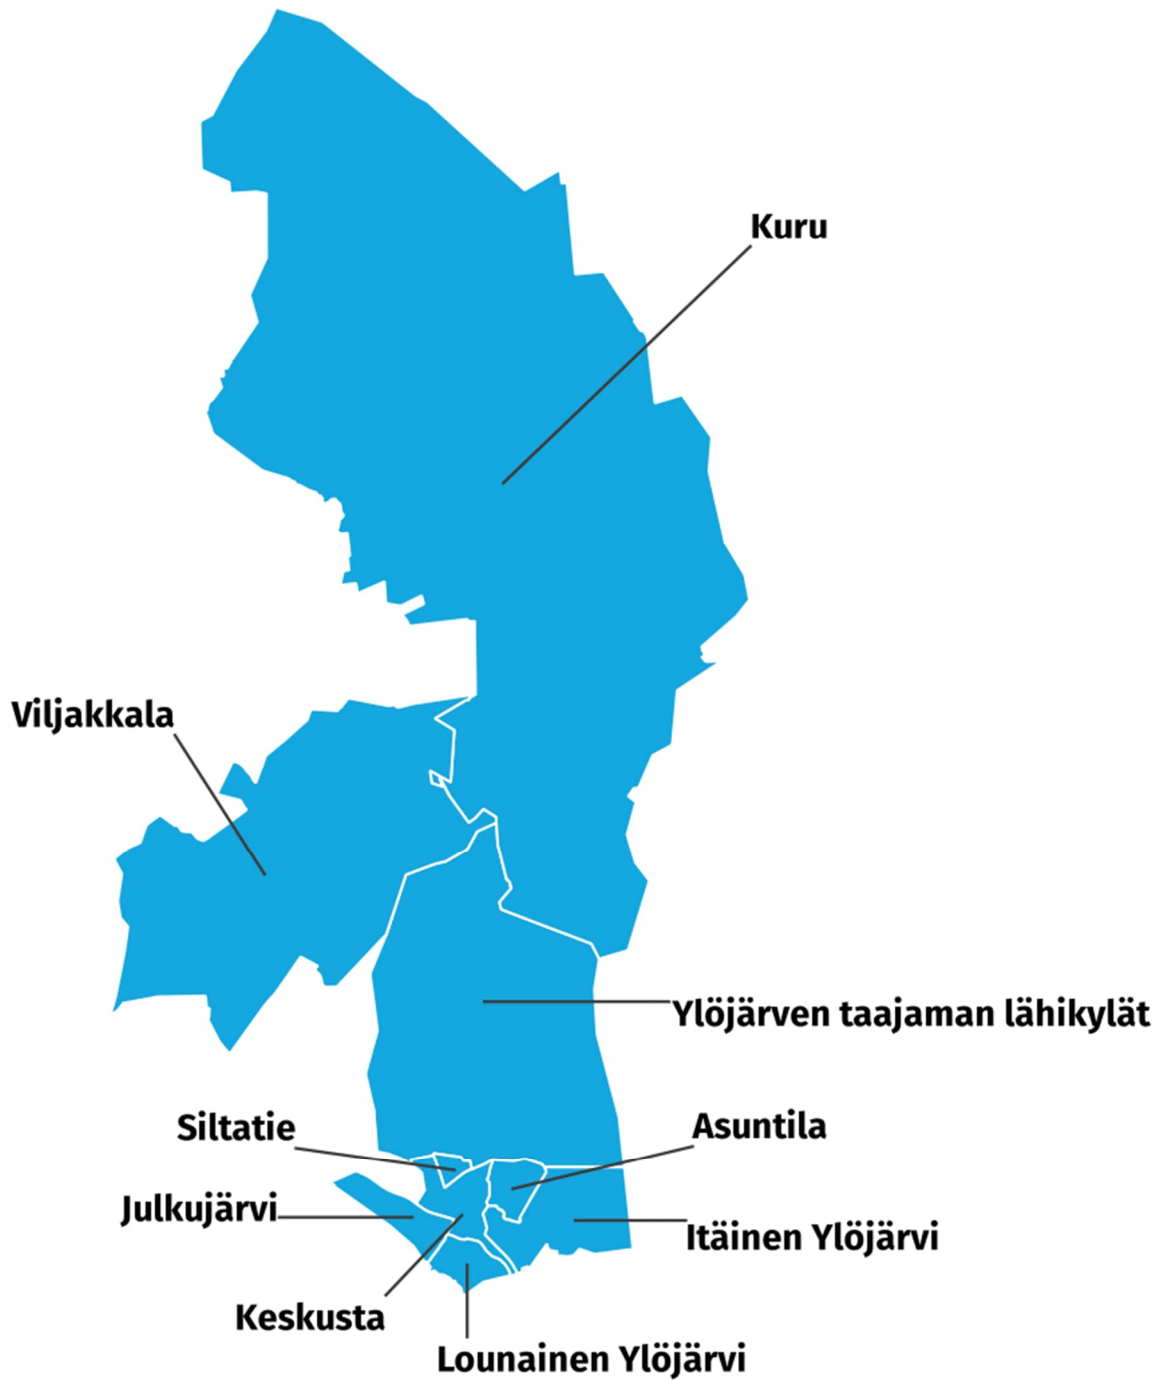 Kuru
Viljakkala
Ylöjärven taajaman lähikylät
Siltatie
Asuntila
Julkujärvi
Itäinen Ylöjärvi
Keskusta
Lounainen Ylöjärvi